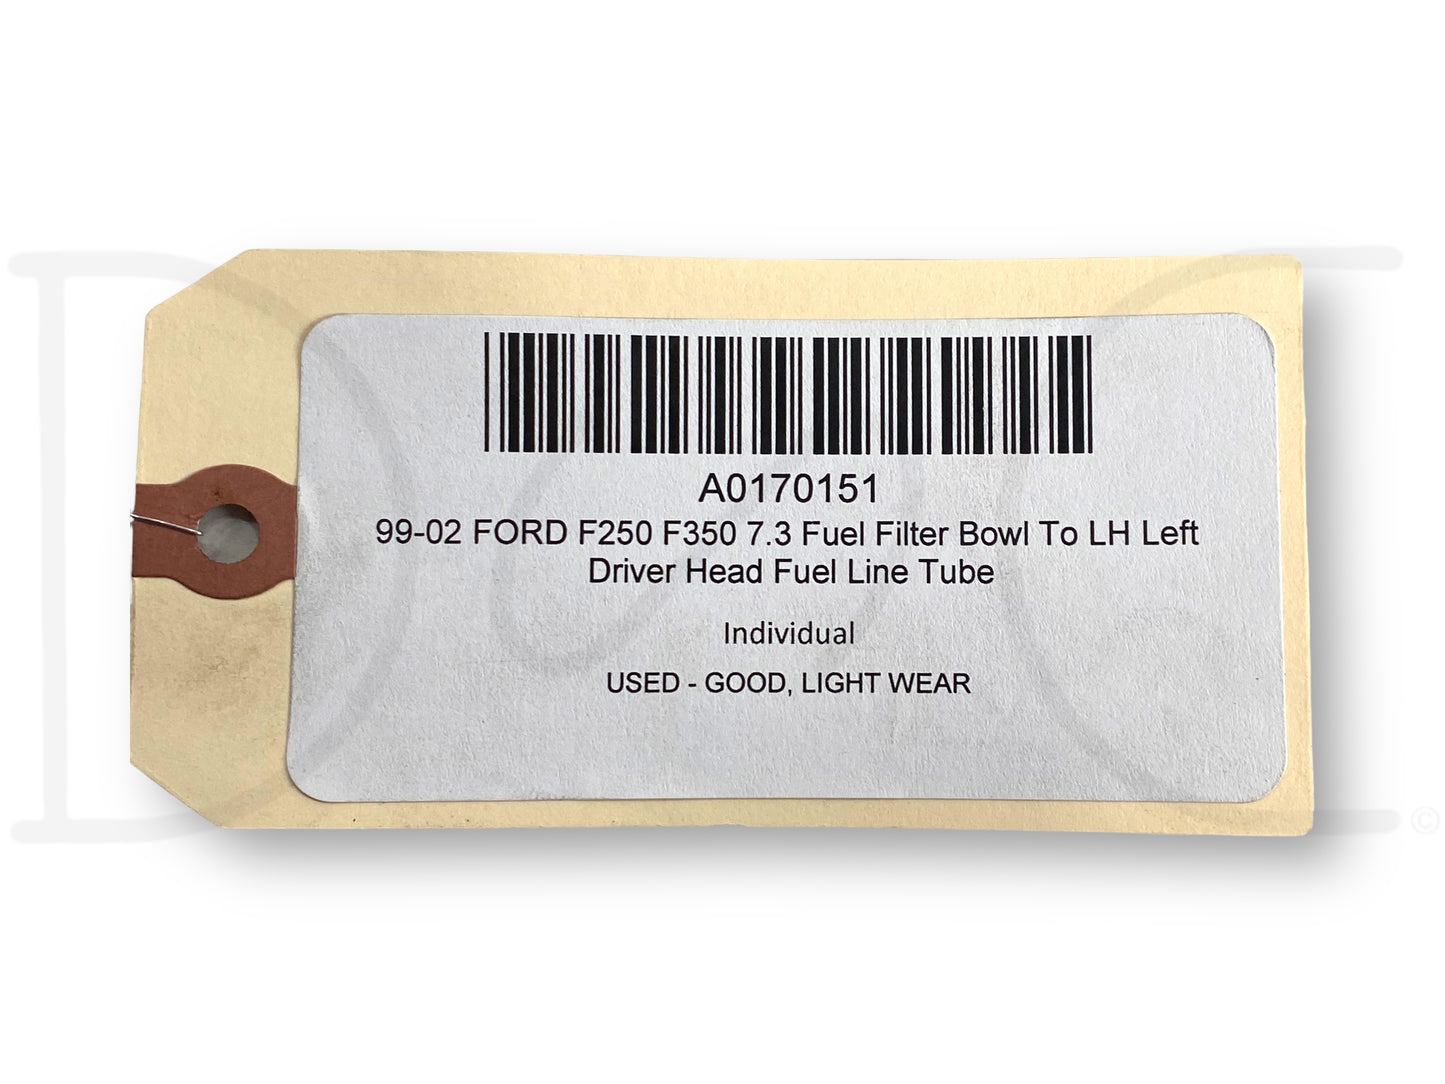 A0170151
99-02 FORD F250 F350 7.3 Fuel Filter Bowl To LH Left
Driver Head Fuel Line Tube
Individual
USED - GOOD, LIGHT WEAR
©